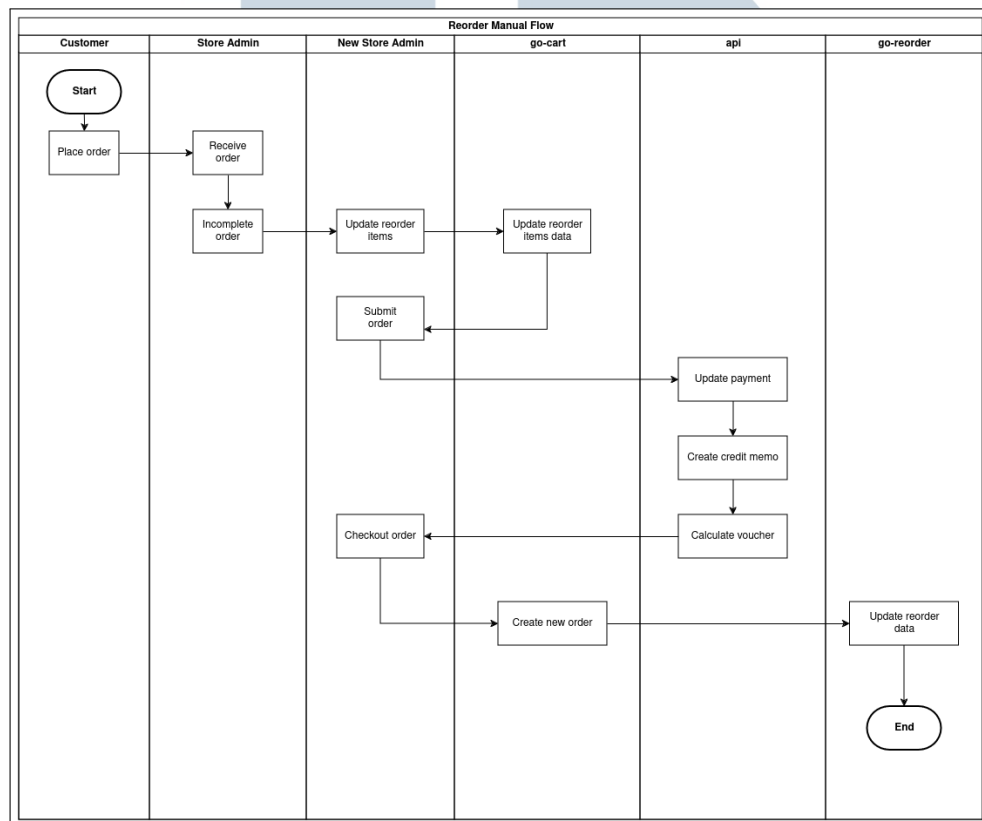 Reorder Manual Flow
Customer
Store Admin
New Store Admin
go-cart
api
go-reorder
Start
Place order
Receive
order
Incomplete
order
Update reorder
items
Update reorder
items data
Submit
order
Update payment
Create credit memo
Calculate voucher
Checkout order
Create new order
Update reorder
data
End